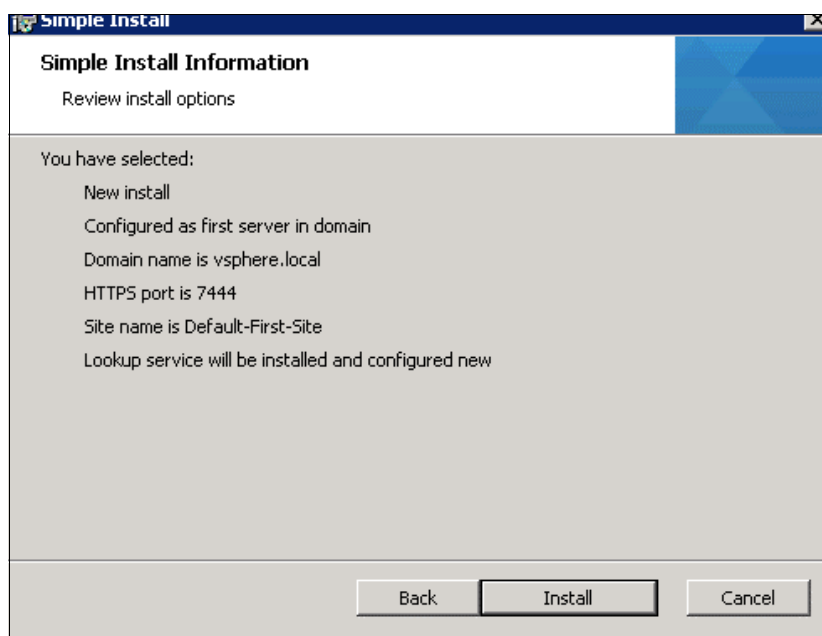 Simple Install
Simple Install Information
Review install options
You have selected:
New install
Configured as first server in domain
Domain name is vsphere.local
HTTPS port is 7444
Site name is Default-First-Site
Lookup service will be installed and configured new
Back
Install
Cancel